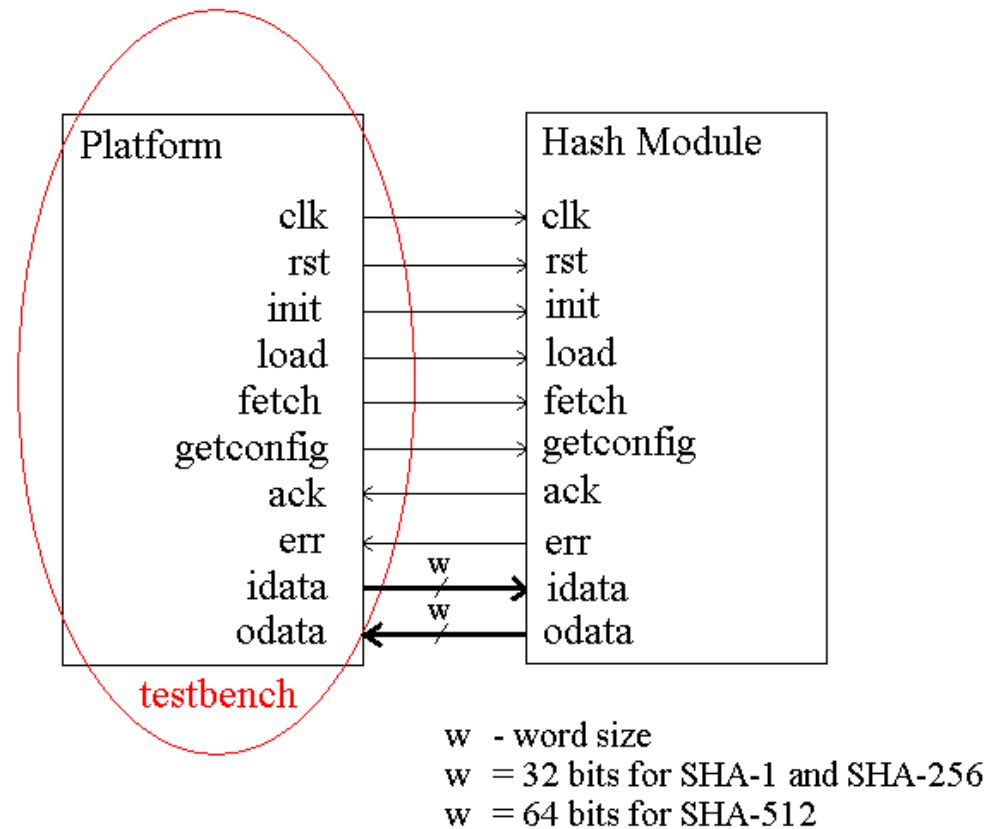 Platform
Hash Module
clk
clk
rst
rst
init
init
load
load
fetch
fetch
getconfig
getconfig
ack
ack
err
err
w
idata
idata
w
odata
odata
testbench
w - word size
w = 32 bits for SHA-1 and SHA-256
w = 64 bits for SHA-512